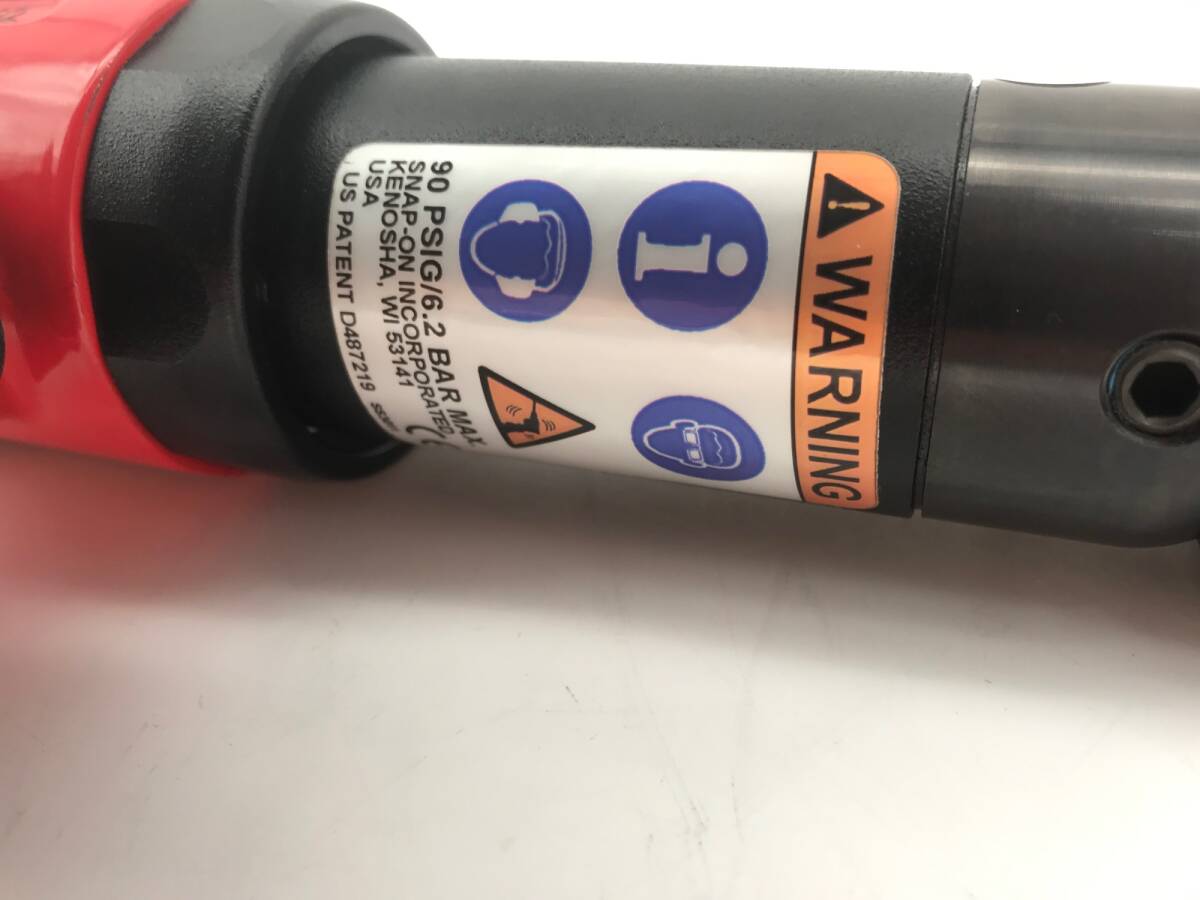 WARNING
90 PSIG/6.2 BAR MAX.
SNAP-ON INCORPORATED,
KENOSHA, WI 53141
USA
US PATENT D487219